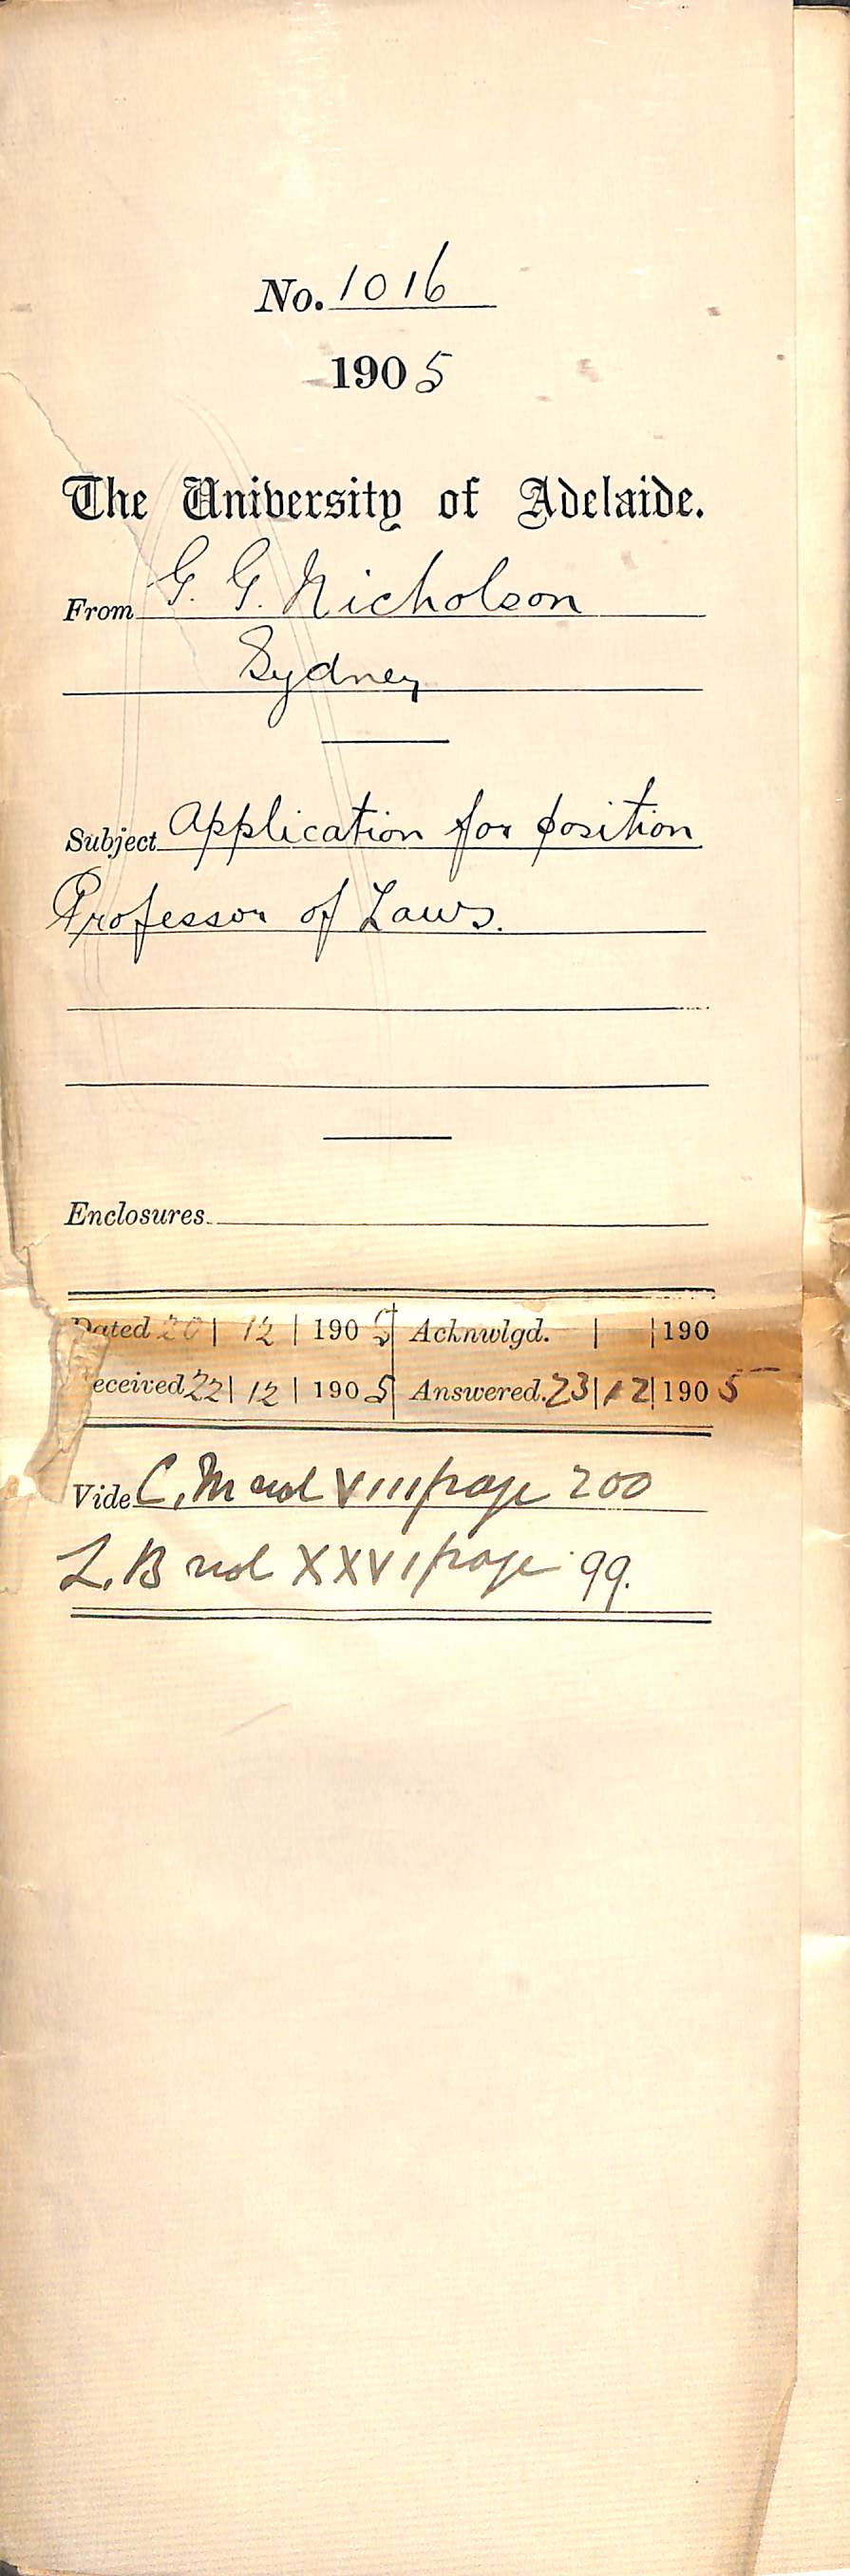 No. 1016
1905
The University of Adelaide.
From G. G. Nicholson
Sydney
Subject Application for position
Professor of Laws.
Enclosures
Dated 20 | 12 | 1905 Acknwlgd. | | 190
eceived 22 | 12 | 1905 Answered. 23 | 12 | 1905
Vide C. M vol VIII page 200
L. B vol XXVI page 99.